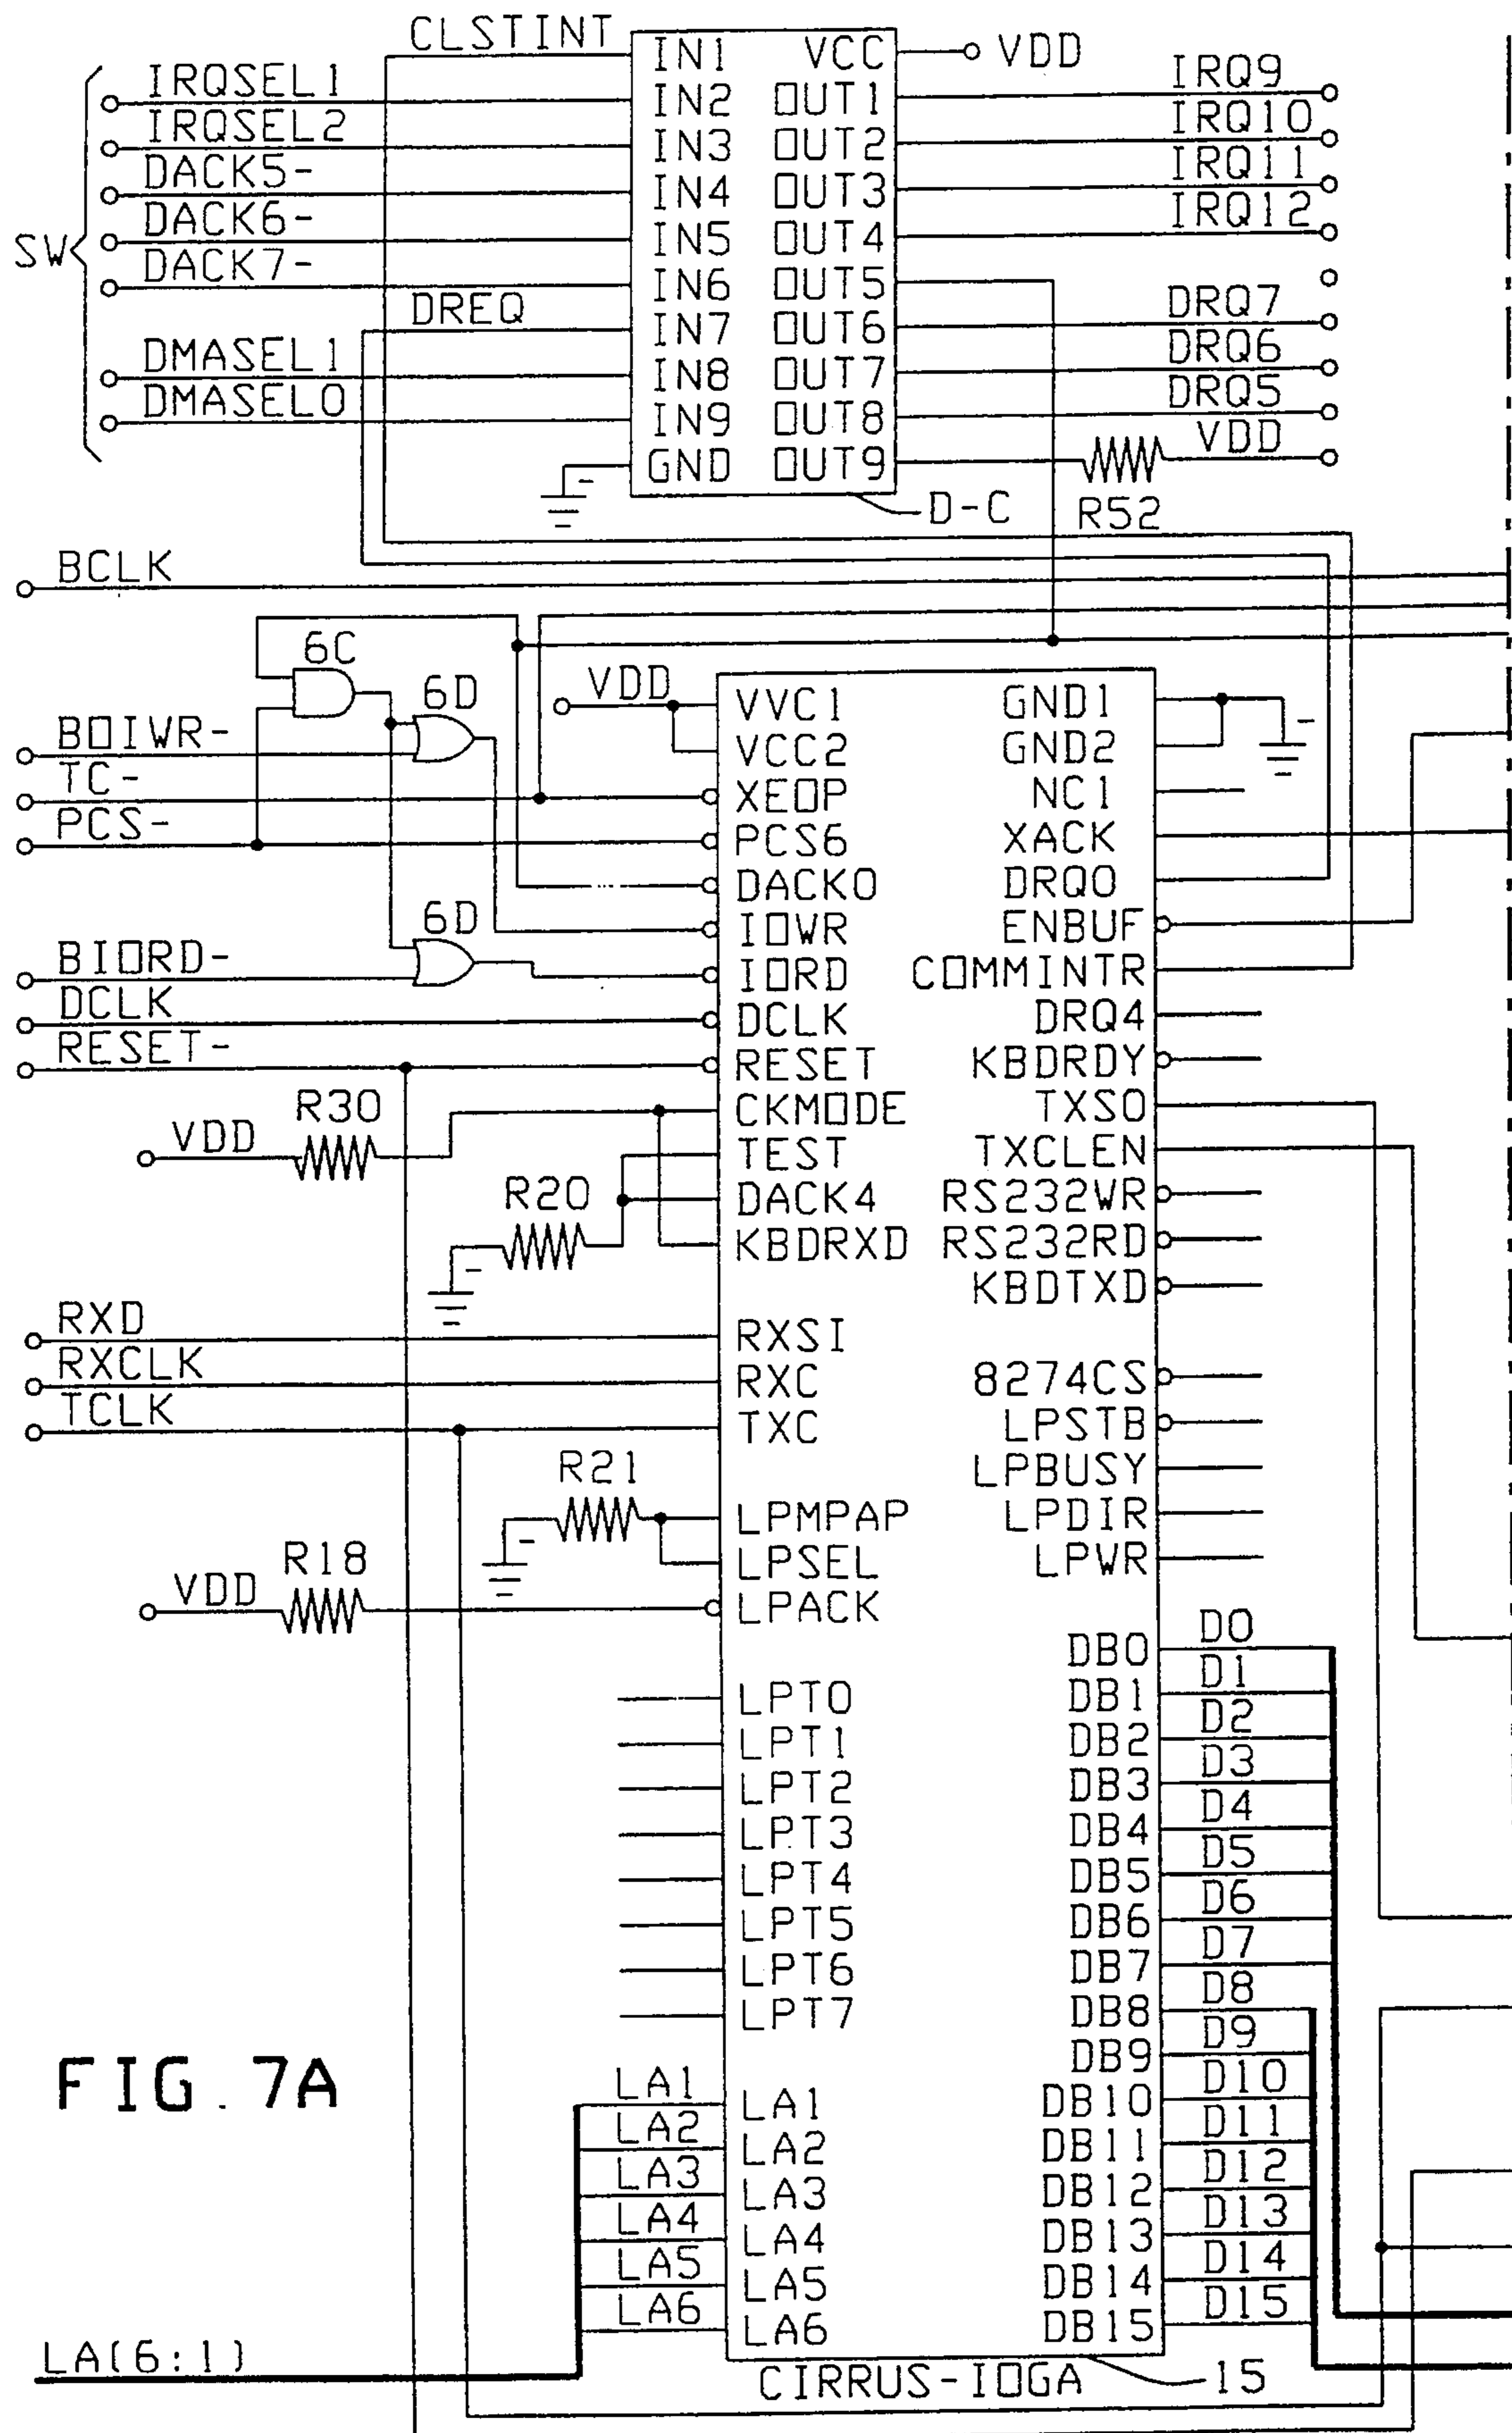 CLSTINT
IN1 VCC VDD
IRQSEL1 IN2 OUT1 IRQ9
IRQSEL2 IN3 OUT2 IRQ10
DACK5- IN4 OUT3 IRQ11
DACK6- IN5 OUT4 IRQ12
SW
DACK7- IN6 OUT5
DREQ IN7 OUT6 DRQ7
DMASEL1 IN8 OUT7 DRQ6
DMASEL0 IN9 OUT8 DRQ5
GND OUT9 VDD
- D-C R52
BCLK
6C
6D VDD VVC1 GND1 -
BOIWR- VCC2 GND2
TC- XEOP NC1
PCS- PCS6 XACK
DACK0 DRQ0
6D IOWR ENBUF
BIORD- IORD COMMINTR
DCLK DCLK DRQ4
RESET- RESET KBDRDY
R30 CKMODE TXSO
VDD TEST TXCLEN
R20 DACK4 RS232WR
- KBDRXD RS232RD
KBDTXD
RXD RXSI
RXCLK RXC 8274CS
TCLK TXC LPSTB
R21 LPBUSY
- LPMPAP LPDIR
R18 LPSEL LPWR
VDD LPACK
DB0 D0
LPT0 DB1 D1
LPT1 DB2 D2
LPT2 DB3 D3
LPT3 DB4 D4
LPT4 DB5 D5
LPT5 DB6 D6
LPT6 DB7 D7
LPT7 DB8 D8
DB9 D9
FIG. 7A
LA1 LA1 DB10 D10
LA2 LA2 DB11 D11
LA3 LA3 DB12 D12
LA4 LA4 DB13 D13
LA5 LA5 DB14 D14
LA6 LA6 DB15 D15
LA(6:1)
CIRRUS-IOGA 15